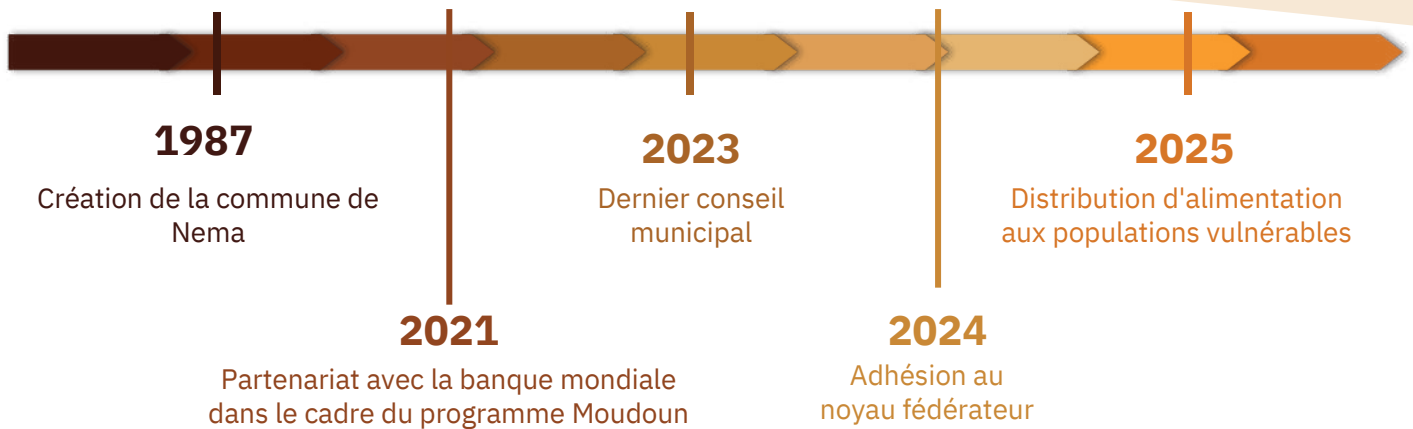 1987
Création de la commune de
Nema
2021
Partenariat avec la banque mondiale
dans le cadre du programme Moudoun
2023
Dernier conseil
municipal
2024
Adhésion au
noyau fédérateur
2025
Distribution d'alimentation
aux populations vulnérables